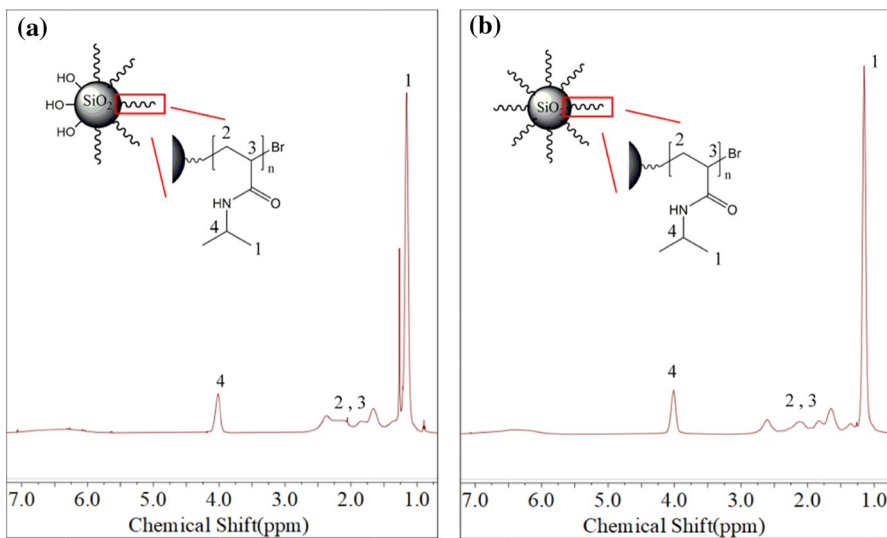 (a)
HO
HO
HO
SiO2
2
3
Br
n
HN
O
4
1
1
4
2 , 3
7.0 6.0 5.0 4.0 3.0 2.0 1.0
Chemical Shift(ppm)
(b)
SiO
2
3
Br
n
HN
O
4
1
1
4
2 , 3
7.0 6.0 5.0 4.0 3.0 2.0 1.0
Chemical Shift(ppm)